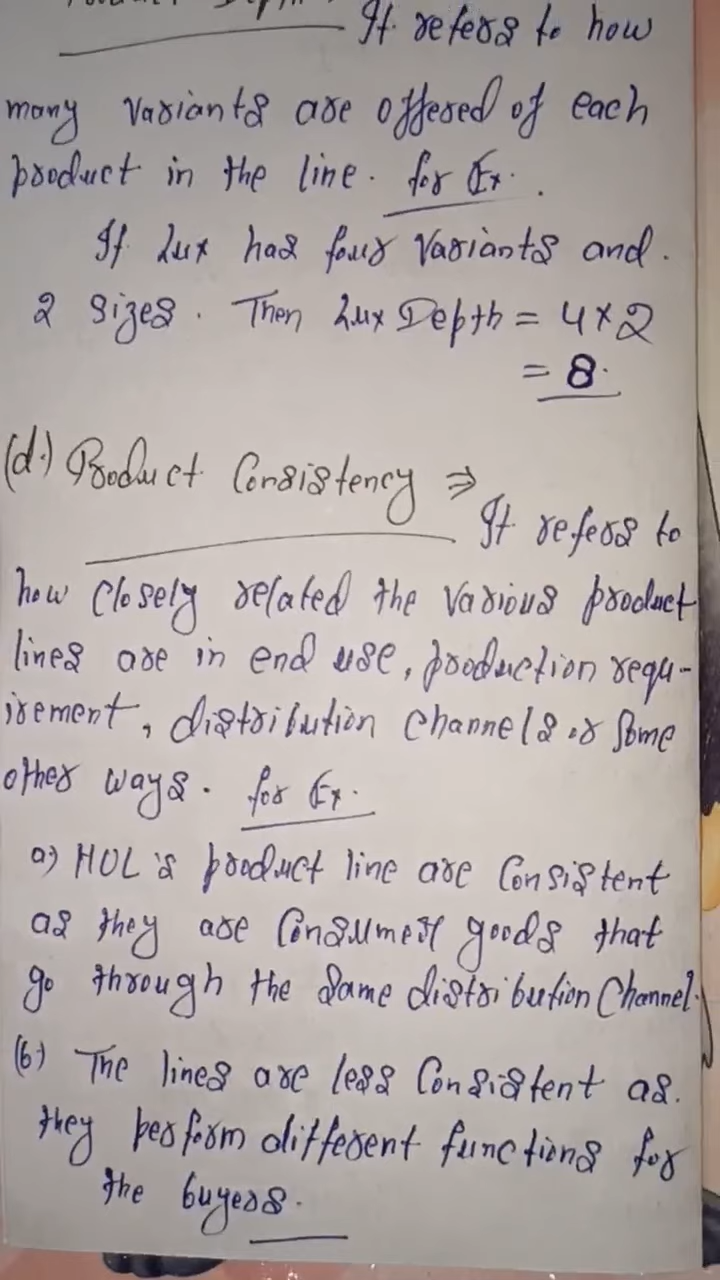 Product Depth
It refers to how
many variants are offered of each
product in the line. for Ex.
If Lux has four Variants and.
2 sizes. Then Lux Depth = 4×2
= 8.
(d.) Product Consistency ⇒
It refers to
how closely related the various product
lines are in end use, production requ-
irement, distribution channels or some
other ways. for Ex.
a) HUL's product line are Consistent
as they are Consumer goods that
go through the same distribution Channel.
(b.) The lines are less Consistent as.
they perform different functions for
the buyers.